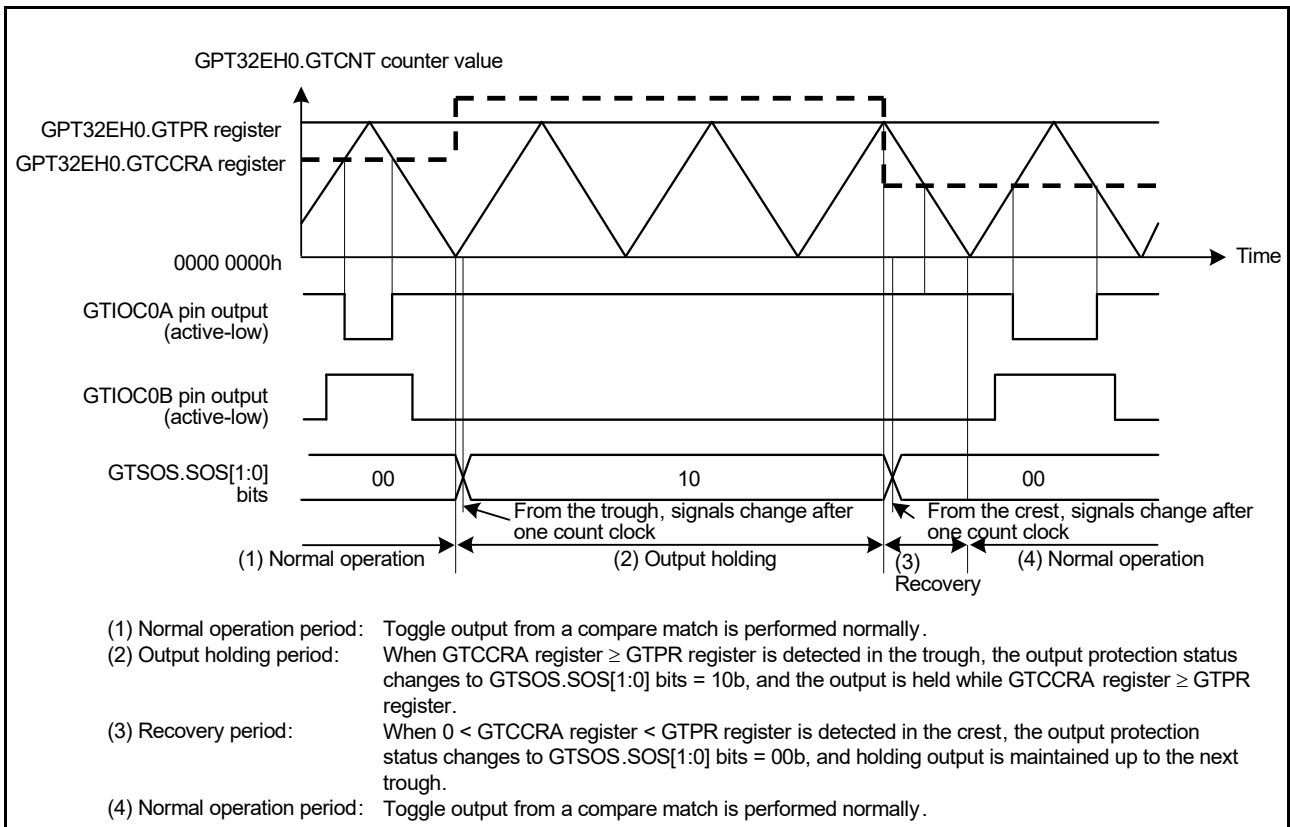 GPT32EH0.GTCNT counter value
GPT32EH0.GTPR register
GPT32EH0.GTCCRA register
0000 0000h
Time
GTIOC0A pin output
(active-low)
GTIOC0B pin output
(active-low)
GTSOS.SOS[1:0]
bits
00
10
00
From the trough, signals change after
one count clock
From the crest, signals change after
one count clock
(1) Normal operation
(2) Output holding
(3)
Recovery
(4) Normal operation
(1) Normal operation period: Toggle output from a compare match is performed normally.
(2) Output holding period: When GTCCRA register ≥ GTPR register is detected in the trough, the output protection status
changes to GTSOS.SOS[1:0] bits = 10b, and the output is held while GTCCRA register ≥ GTPR
register.
(3) Recovery period: When 0 < GTCCRA register < GTPR register is detected in the crest, the output protection
status changes to GTSOS.SOS[1:0] bits = 00b, and holding output is maintained up to the next
trough.
(4) Normal operation period: Toggle output from a compare match is performed normally.